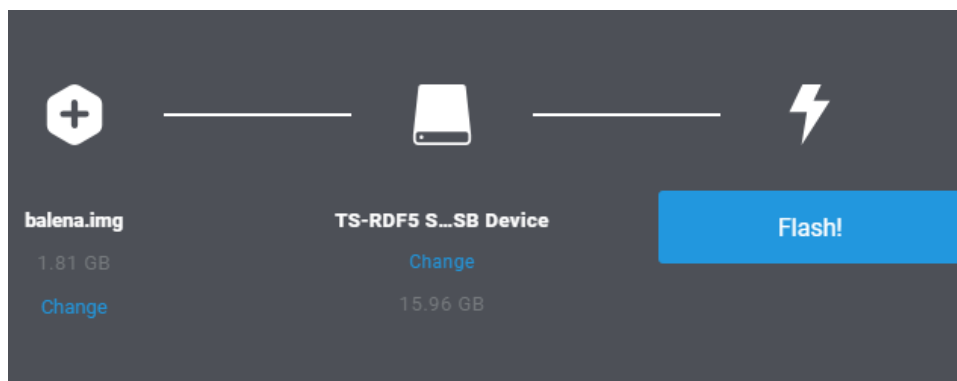 balena.img
1.81 GB
Change
TS-RDF5 S...SB Device
Change
15.96 GB
Flash!